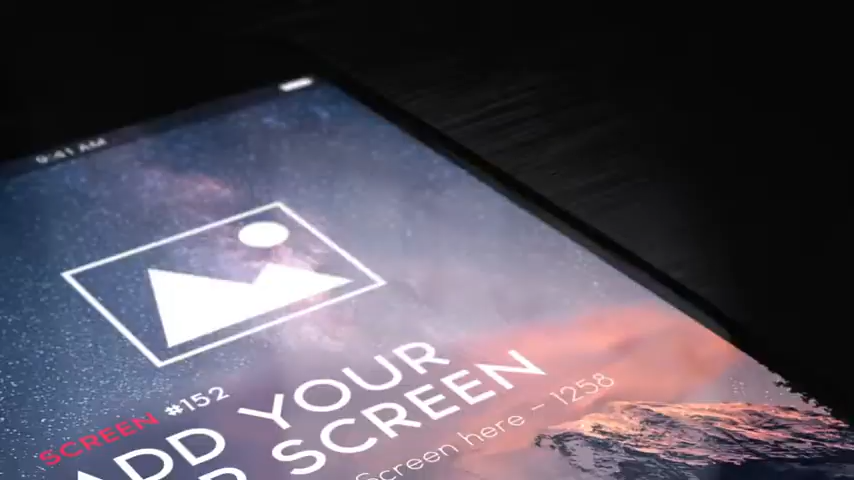 9:41 AM
SCREEN #152
ADD YOUR
SCREEN
Screen here – 1258